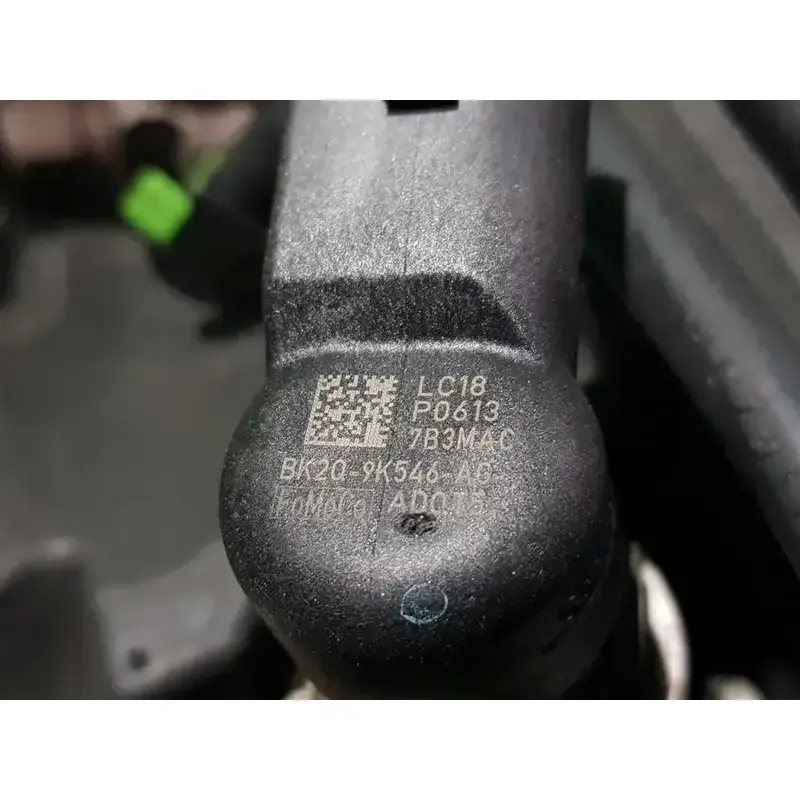 LC18
P0613
7B3MAC
BK2Q-9K546-AG
FoMoCo